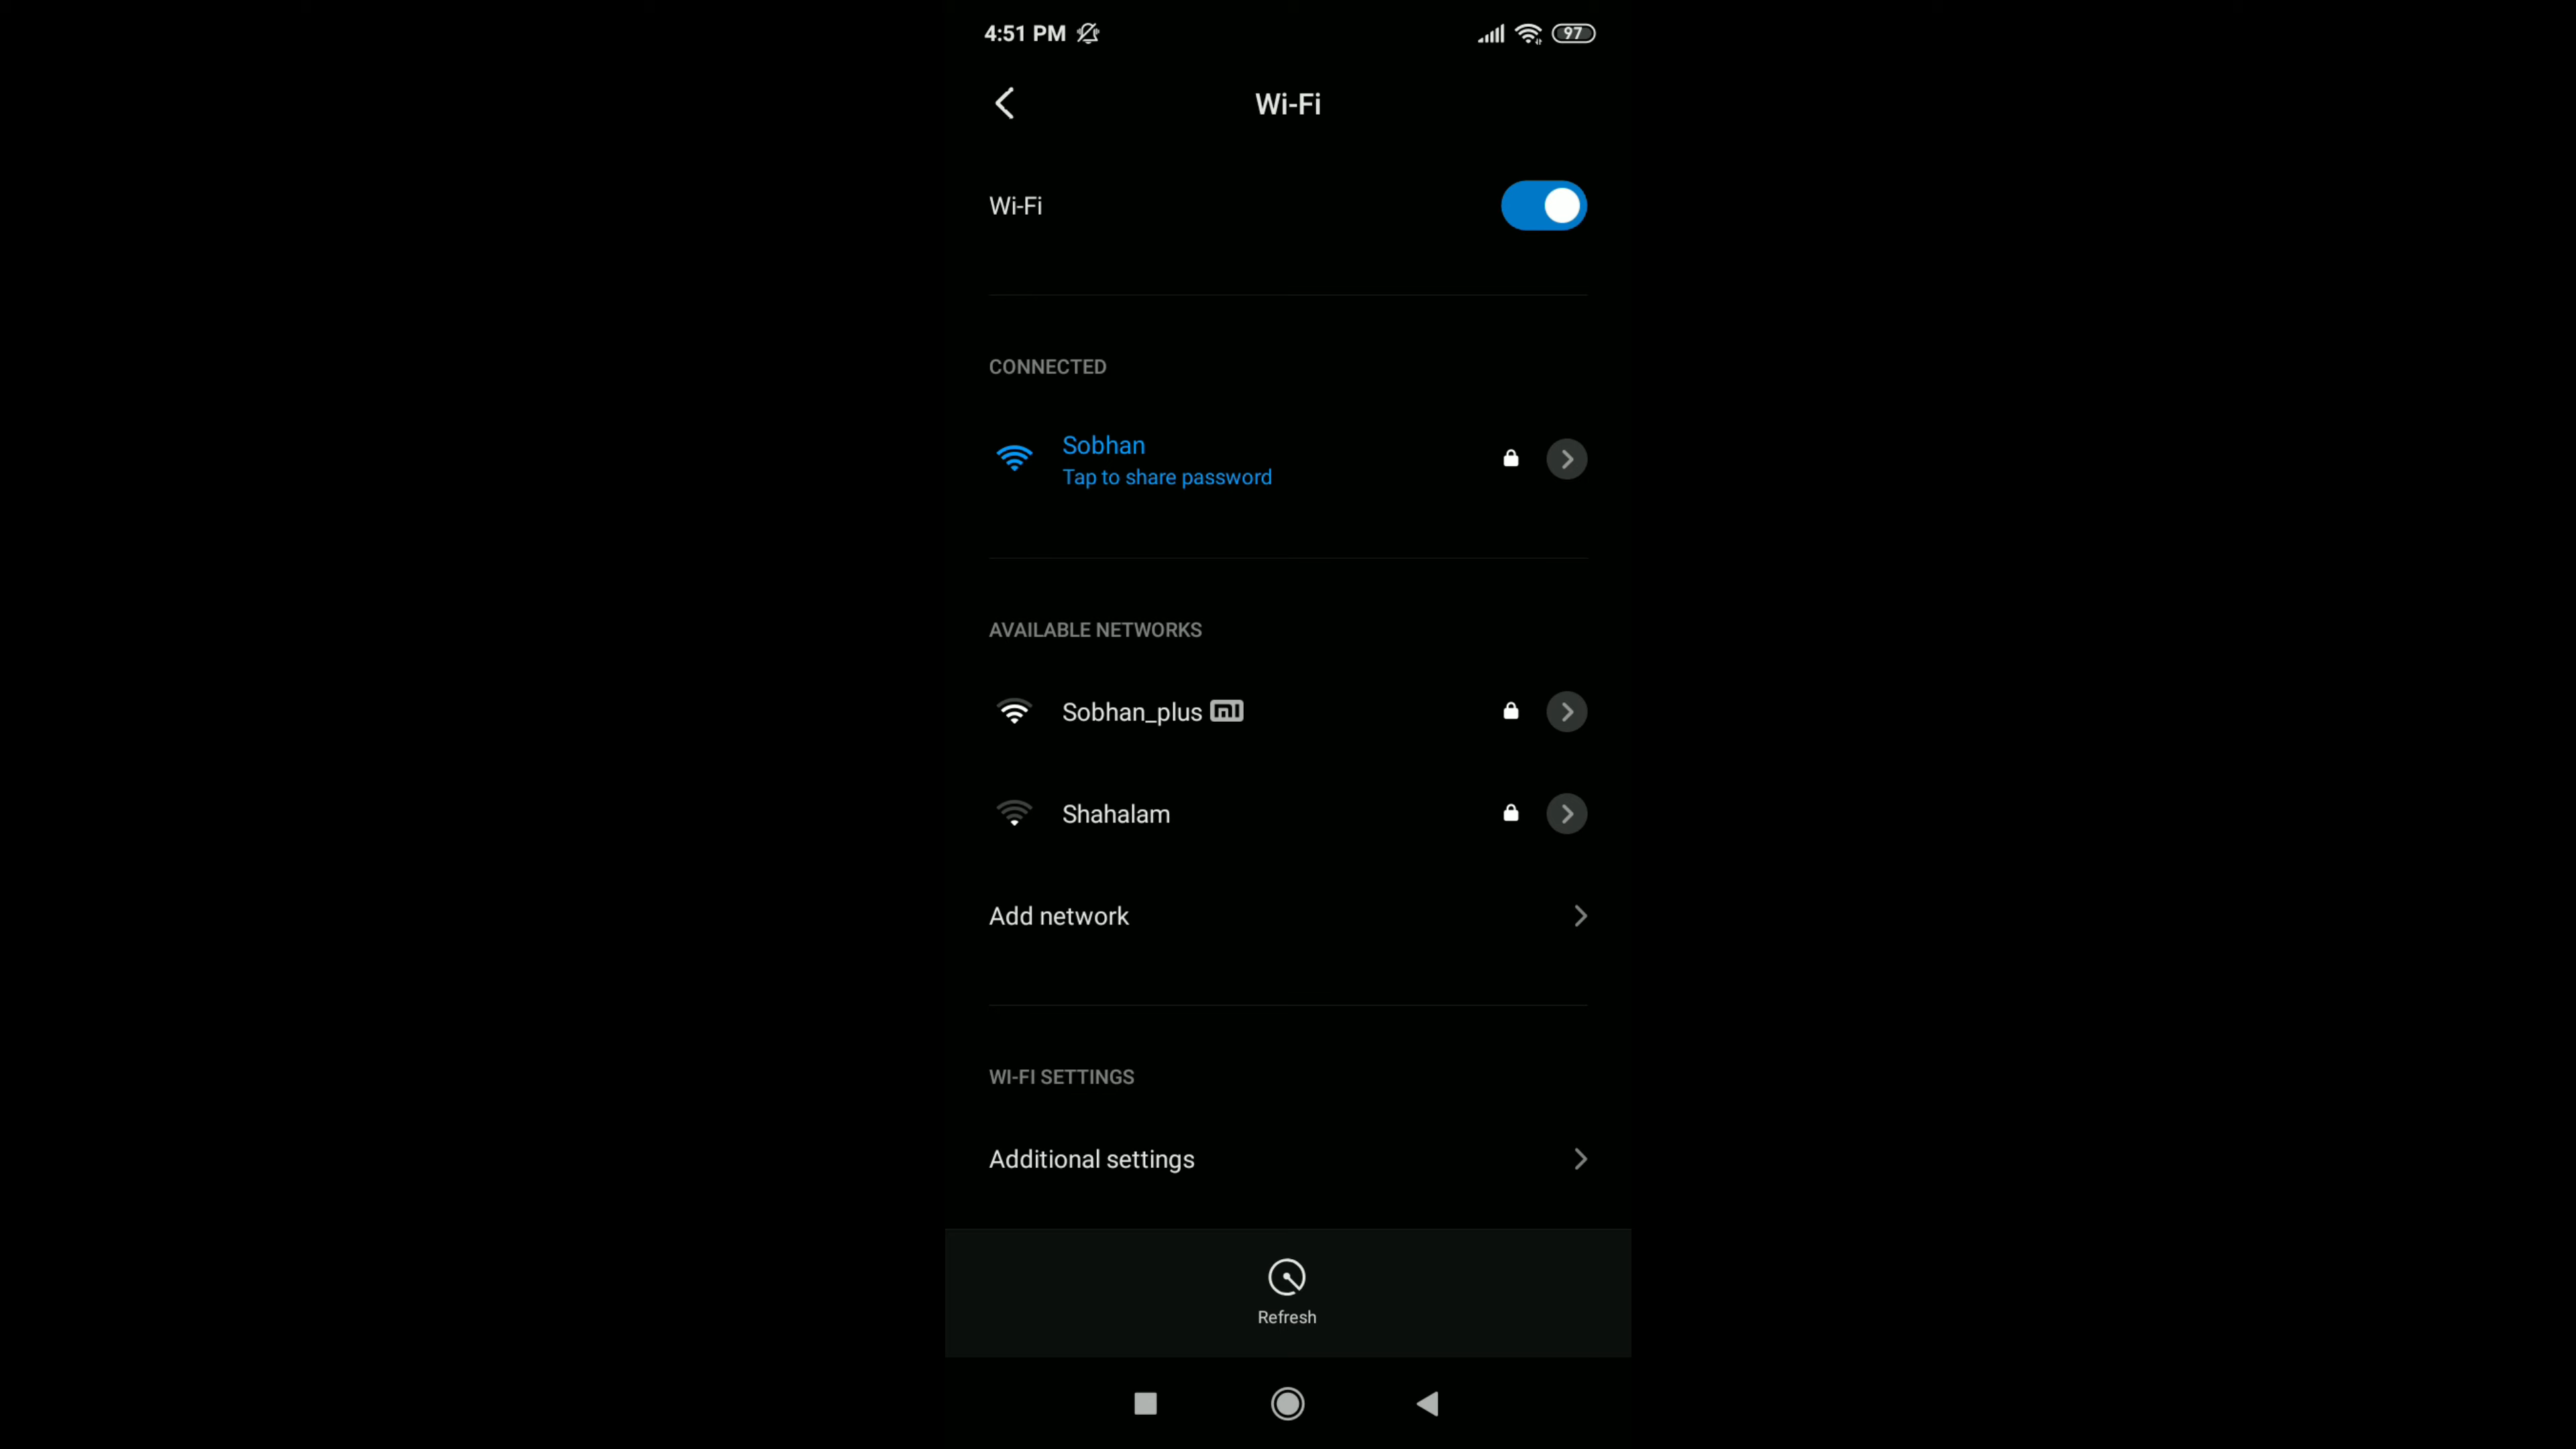 4:51 PM 97
Wi-Fi
Wi-Fi
CONNECTED
Sobhan
Tap to share password
AVAILABLE NETWORKS
Sobhan_plus mi
Shahalam
Add network
WI-FI SETTINGS
Additional settings
Refresh